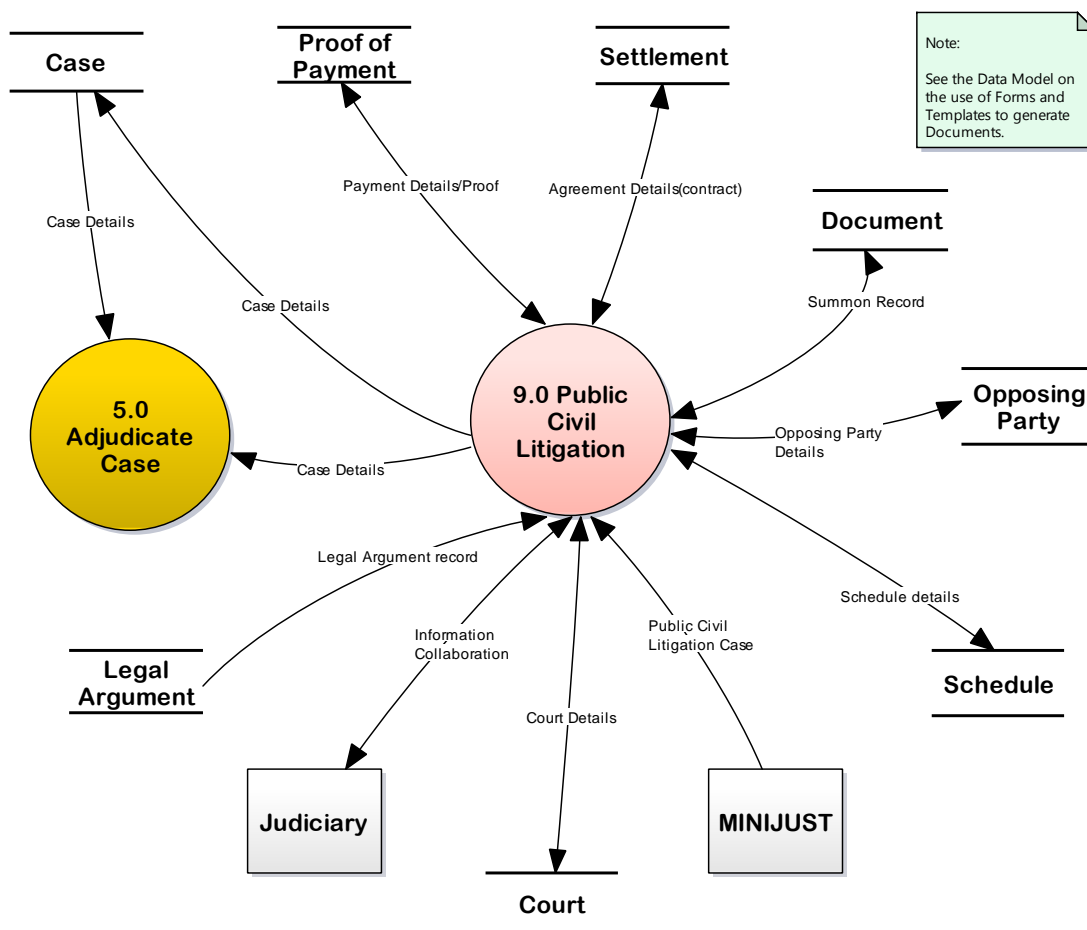 Case
Proof of
Payment
Settlement
Note:
See the Data Model on
the use of Forms and
Templates to generate
Documents.
Payment Details/Proof
Agreement Details(contract)
Document
Case Details
Case Details
Summon Record
5.0
Adjudicate
Case
9.0 Public
Civil
Litigation
Opposing
Party
Opposing Party
Details
Case Details
Legal Argument record
Schedule details
Information
Collaboration
Public Civil
Litigation Case
Legal
Argument
Schedule
Court Details
Judiciary
MINIJUST
Court